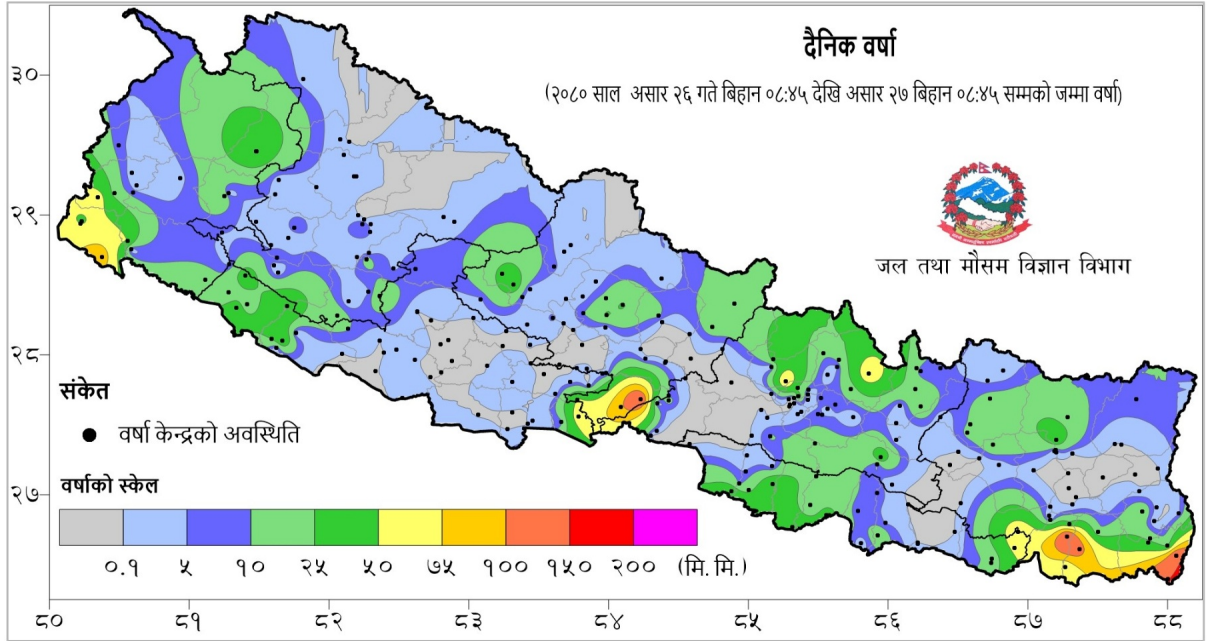 दैनिक वर्षा
(२०८० साल असार २६ गते बिहान ०८:४५ देखि असार २७ बिहान ०८:४५ सम्मको जम्मा वर्षा)
जल तथा मौसम विज्ञान विभाग
३०
२९
२८
२७
संकेत
वर्षा केन्द्रको अवस्थिति
वर्षाको स्केल
०.१ ५ १० २५ ५० ७५ १०० १५० २०० (मि. मि.)
८० ८१ ८२ ८३ ८४ ८५ ८६ ८७ ८८